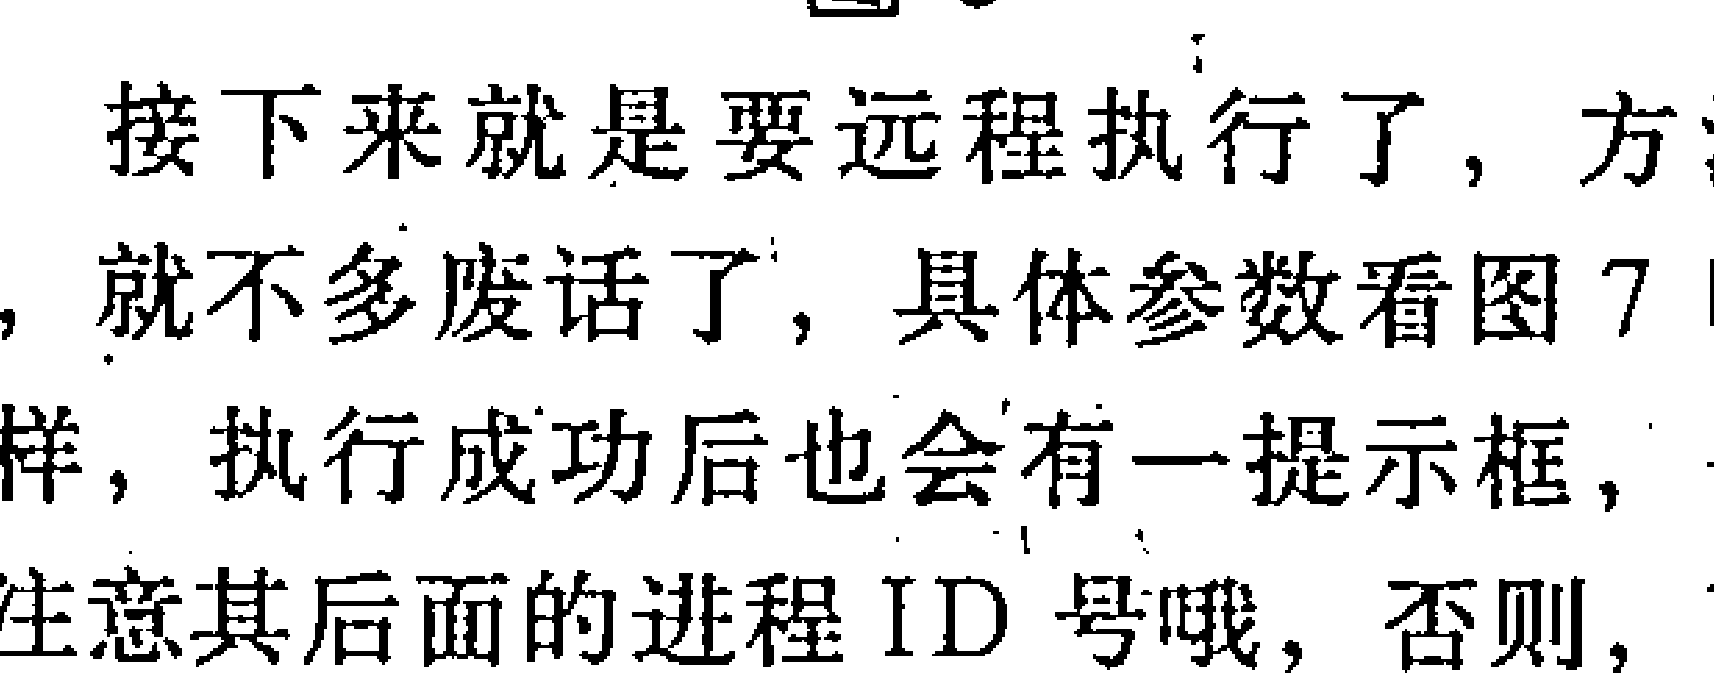 接下来就是要远程执行了，方
，就不多废话了，具体参数看图 7
样，执行成功后也会有一提示框，
注意其后面的进程 ID 号哦，否则，